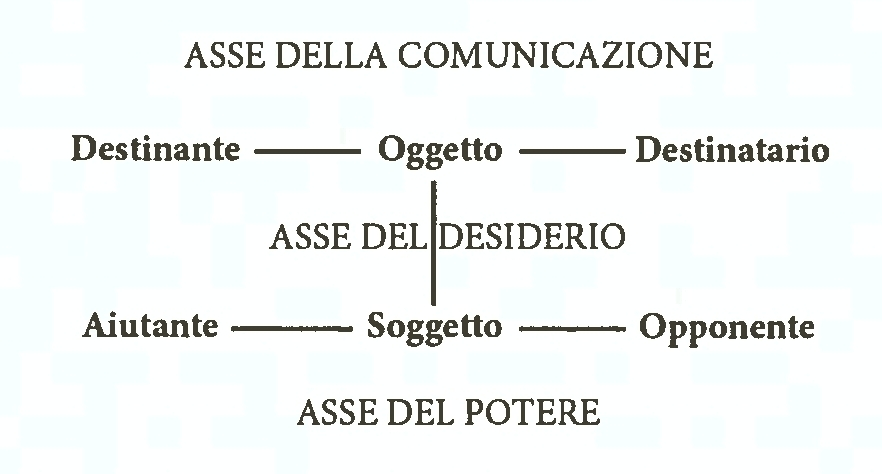 ASSE DELLA COMUNICAZIONE
Destinante Oggetto Destinatario
ASSE DEL DESIDERIO
Aiutante Soggetto Opponente
ASSE DEL POTERE